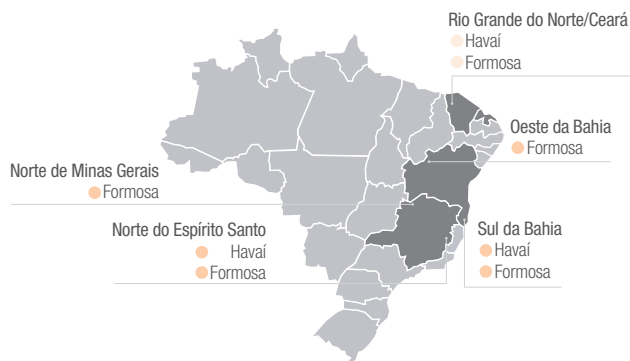 Rio Grande do Norte/Ceará
Havaí
Formosa
Oeste da Bahia
Formosa
Norte de Minas Gerais
Formosa
Norte do Espírito Santo
Havaí
Formosa
Sul da Bahia
Havaí
Formosa